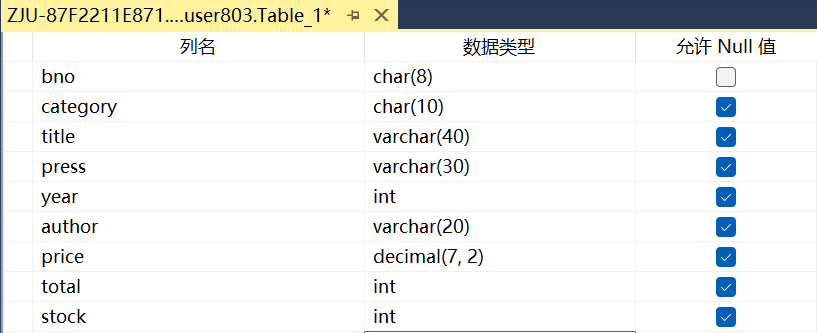 ZJU-87F2211E871....user803.Table_1*
列名 数据类型 允许 Null 值
bno char(8)
category char(10)
title varchar(40)
press varchar(30)
year int
author varchar(20)
price decimal(7, 2)
total int
stock int